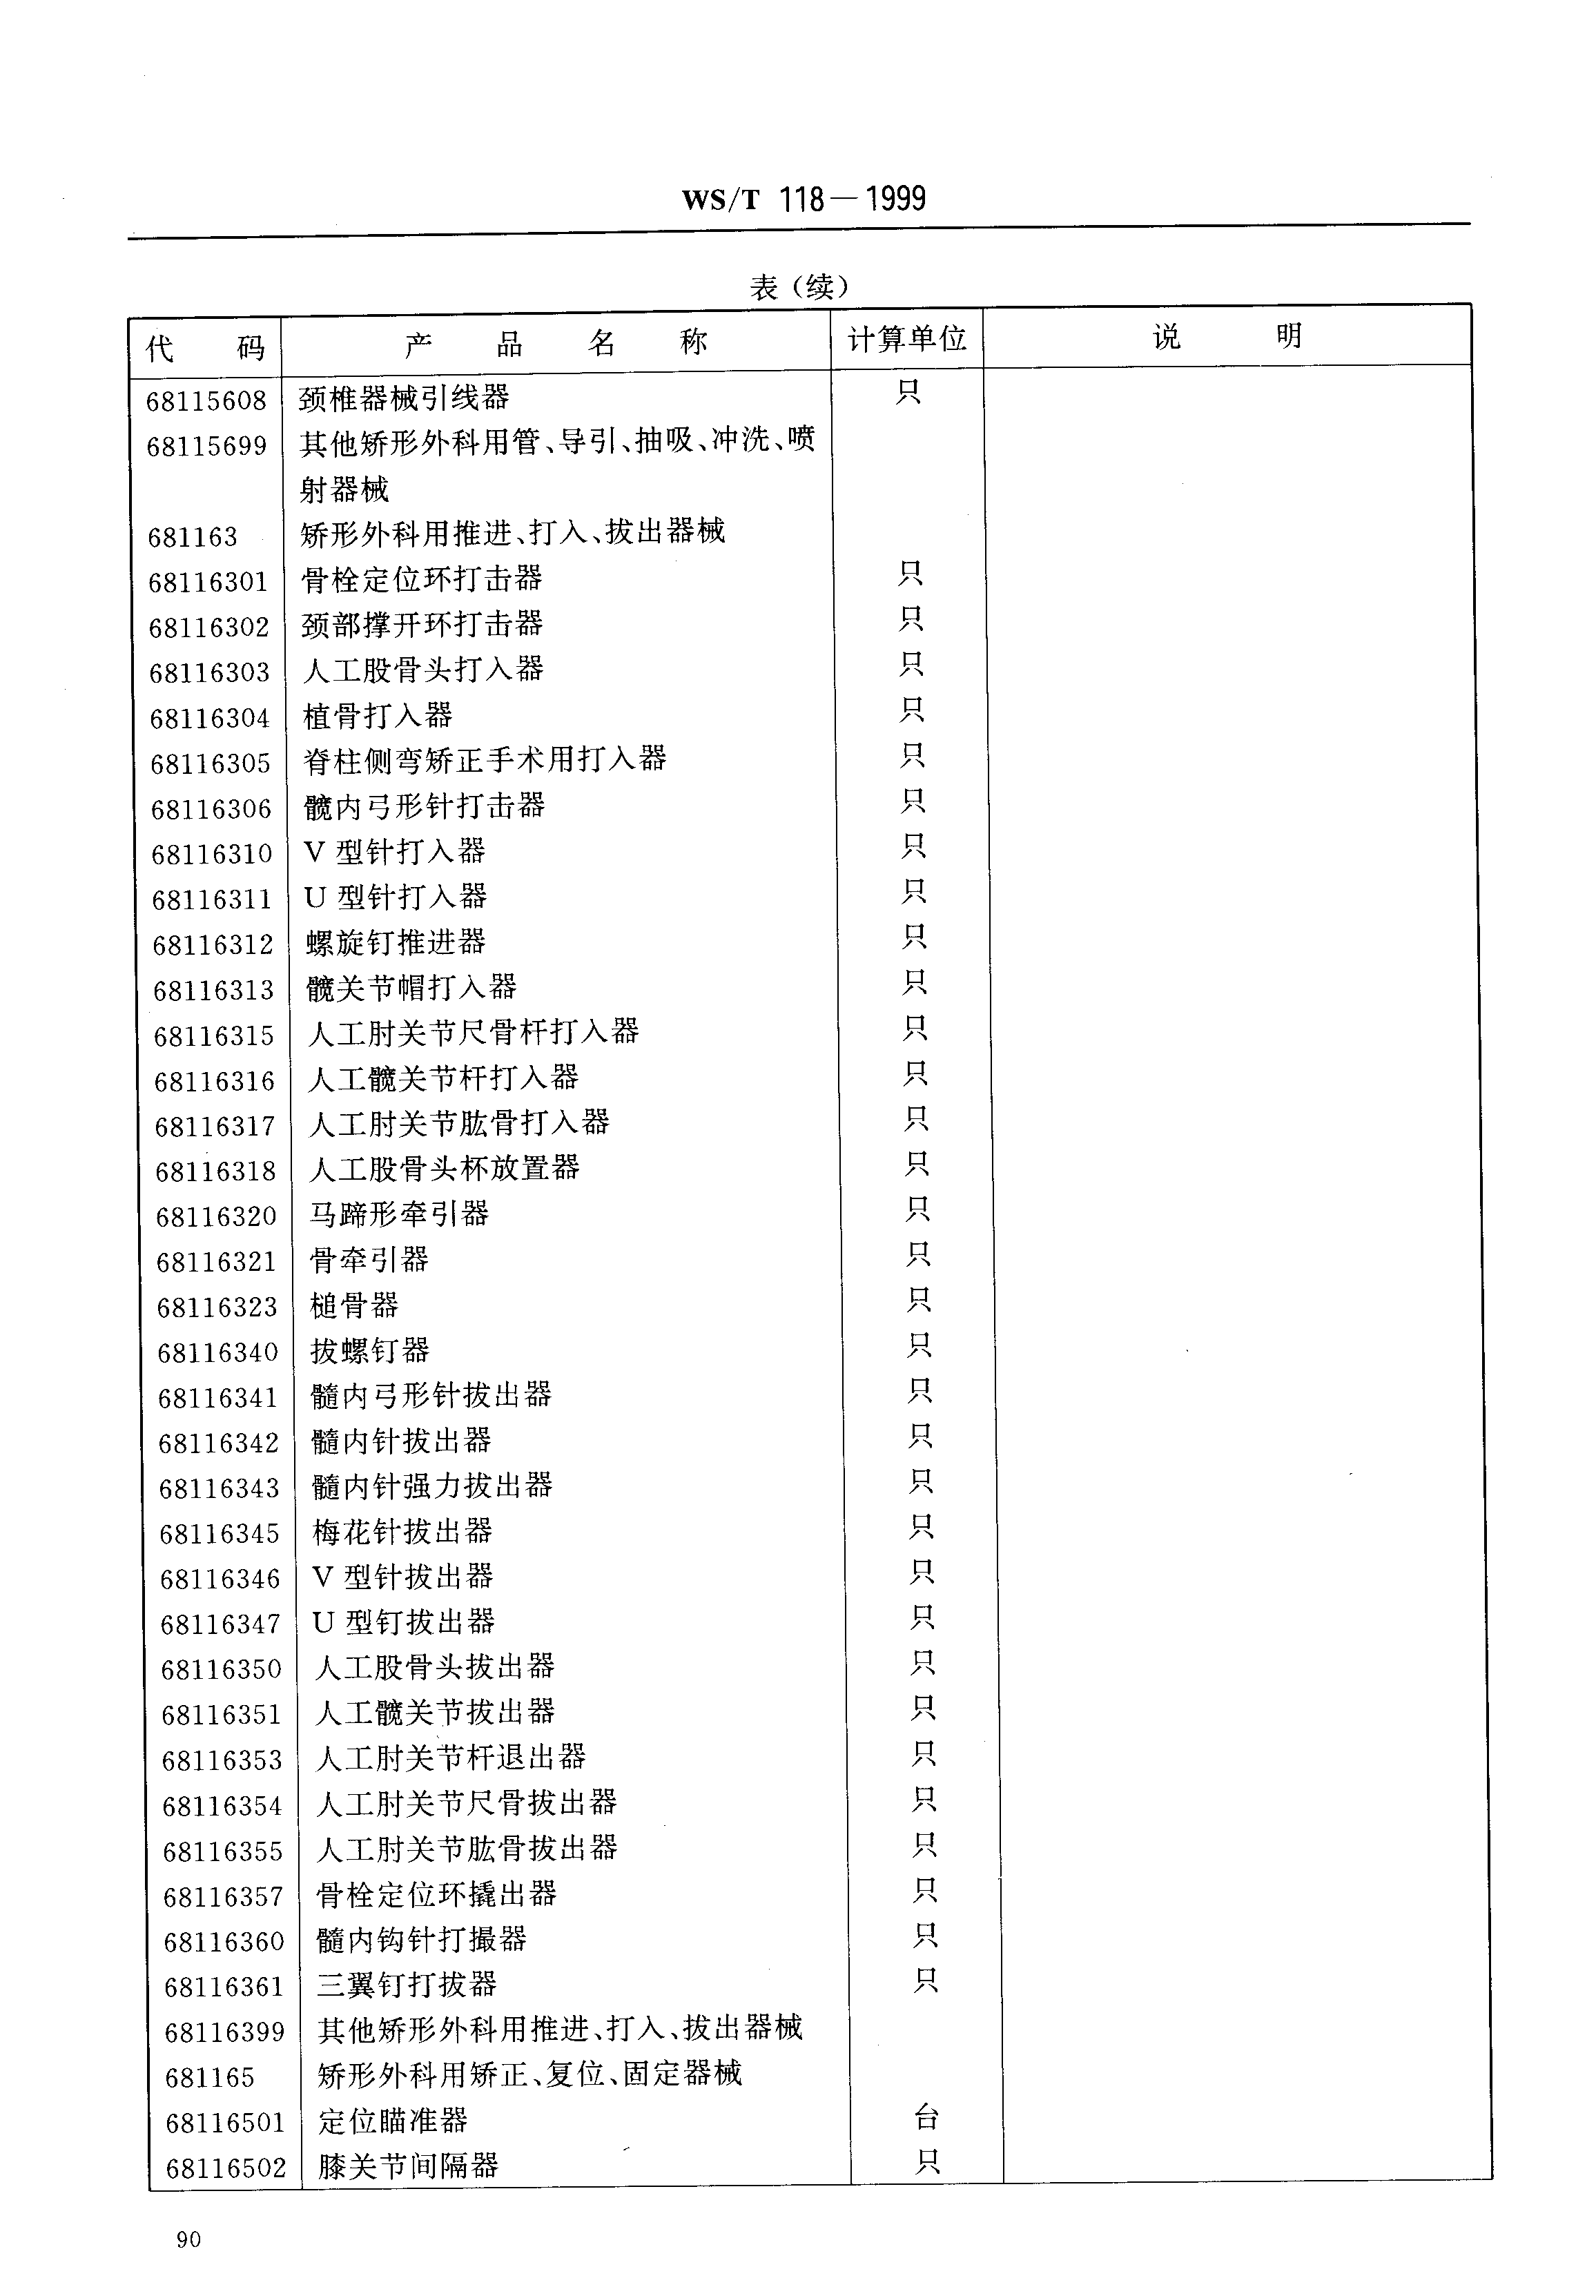 WS/T 118—1999
表（续）
代 码 产 品 名 称 计算单位 说 明
68115608 颈椎器械引线器 只
68115699 其他矫形外科用管、导引、抽吸、冲洗、喷
射器械
681163 矫形外科用推进、打入、拔出器械
68116301 骨栓定位环打击器 只
68116302 颈部撑开环打击器 只
68116303 人工股骨头打入器 只
68116304 植骨打入器 只
68116305 脊柱侧弯矫正手术用打入器 只
68116306 髋内弓形针打击器 只
68116310 V 型针打入器 只
68116311 U 型针打入器 只
68116312 螺旋钉推进器 只
68116313 髋关节帽打入器 只
68116315 人工肘关节尺骨杆打入器 只
68116316 人工髋关节杆打入器 只
68116317 人工肘关节肱骨打入器 只
68116318 人工股骨头杯放置器 只
68116320 马蹄形牵引器 只
68116321 骨牵引器 只
68116323 槌骨器 只
68116340 拔螺钉器 只
68116341 髓内弓形针拔出器 只
68116342 髓内针拔出器 只
68116343 髓内针强力拔出器 只
68116345 梅花针拔出器 只
68116346 V 型针拔出器 只
68116347 U 型钉拔出器 只
68116350 人工股骨头拔出器 只
68116351 人工髋关节拔出器 只
68116353 人工肘关节杆退出器 只
68116354 人工肘关节尺骨拔出器 只
68116355 人工肘关节肱骨拔出器 只
68116357 骨栓定位环撬出器 只
68116360 髓内钩针打撮器 只
68116361 三翼钉打拔器 只
68116399 其他矫形外科用推进、打入、拔出器械
681165 矫形外科用矫正、复位、固定器械
68116501 定位瞄准器 台
68116502 膝关节间隔器 只
90